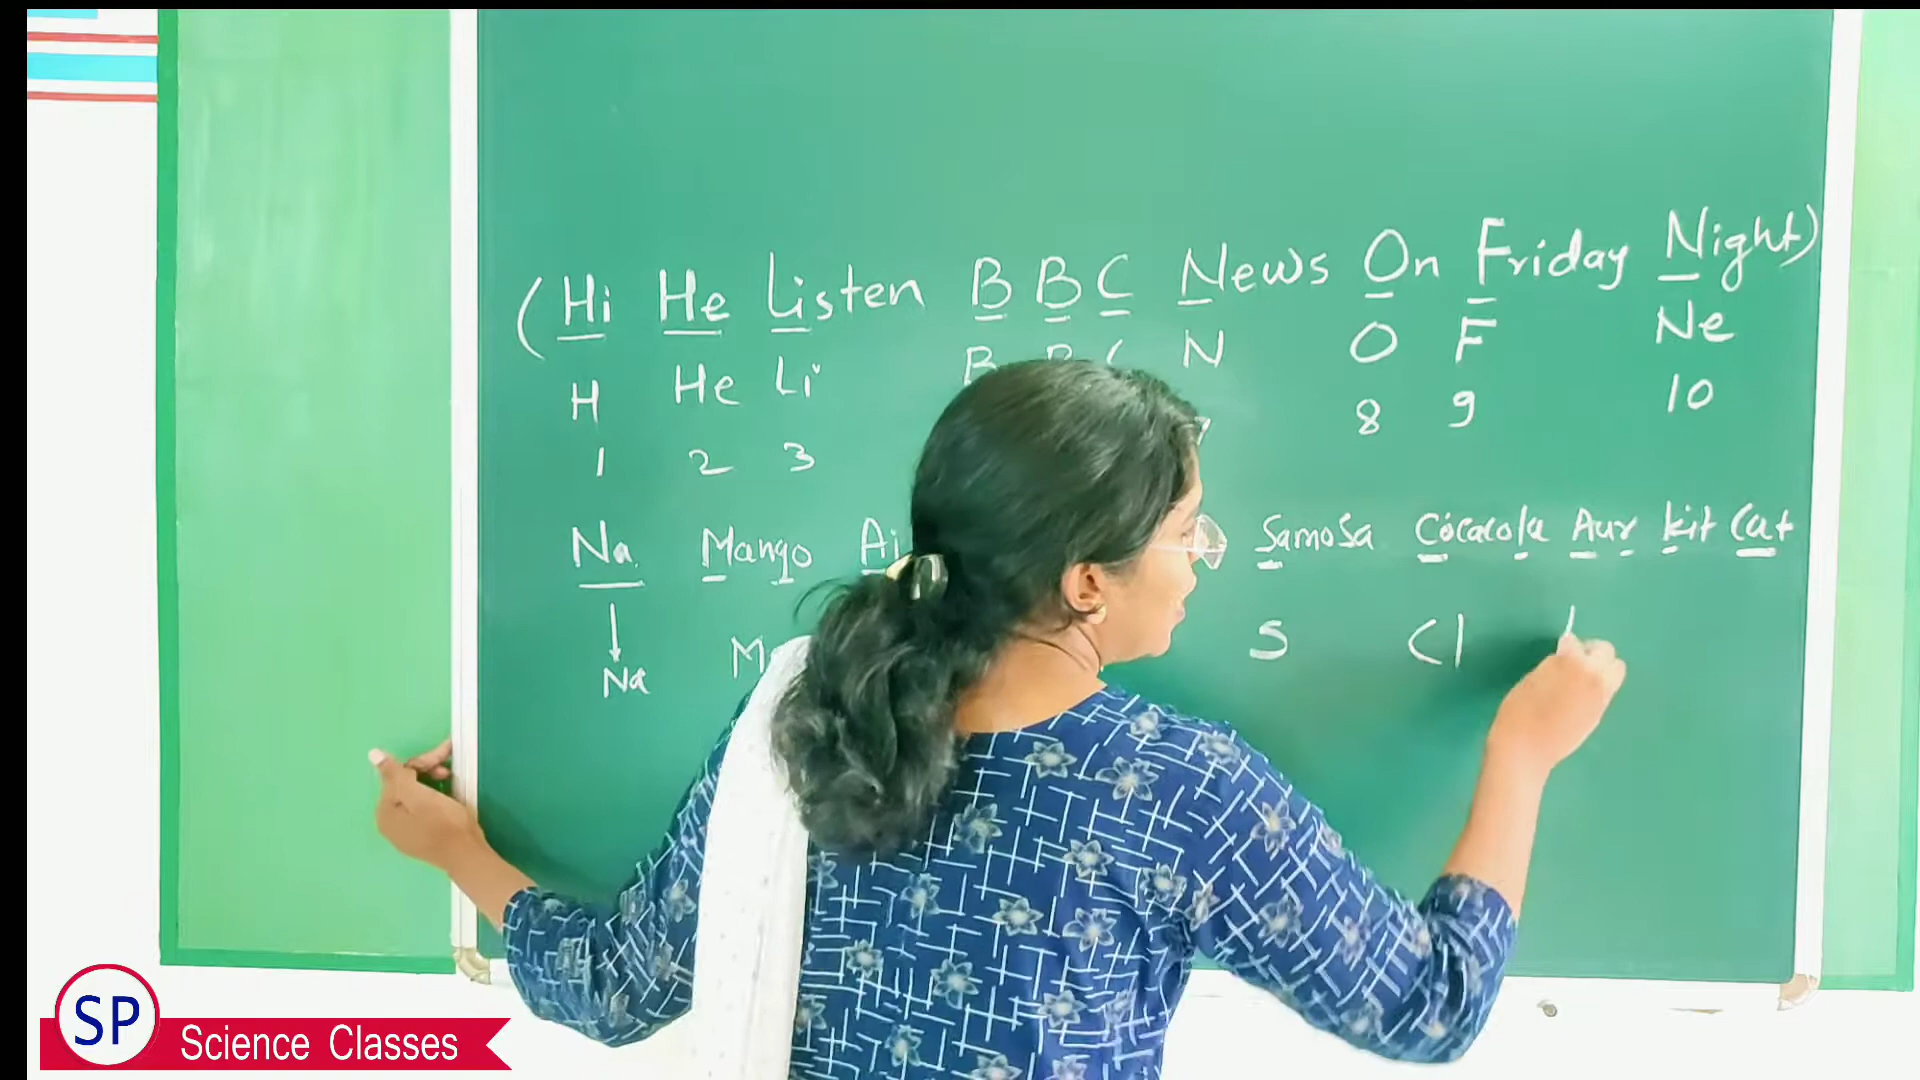 (Hi He Listen B B C News On Friday Night)
H He Li N O F Ne
1 2 3 8 9 10
Na Mango Samosa Cocacola Aur kit Cat
Na S Cl
SP
Science Classes